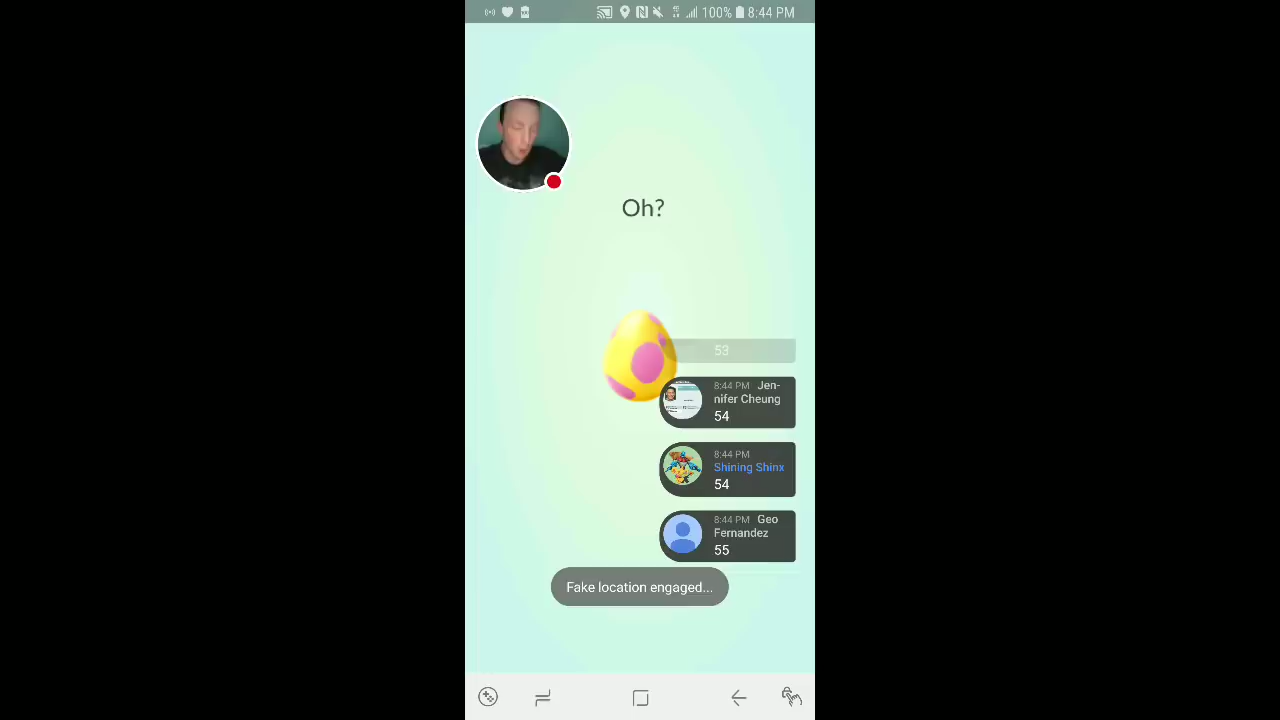 100% 8:44 PM
Oh?
53
8:44 PM Jen-
nifer Cheung
54
8:44 PM
Shining Shinx
54
8:44 PM Geo
Fernandez
55
Fake location engaged...